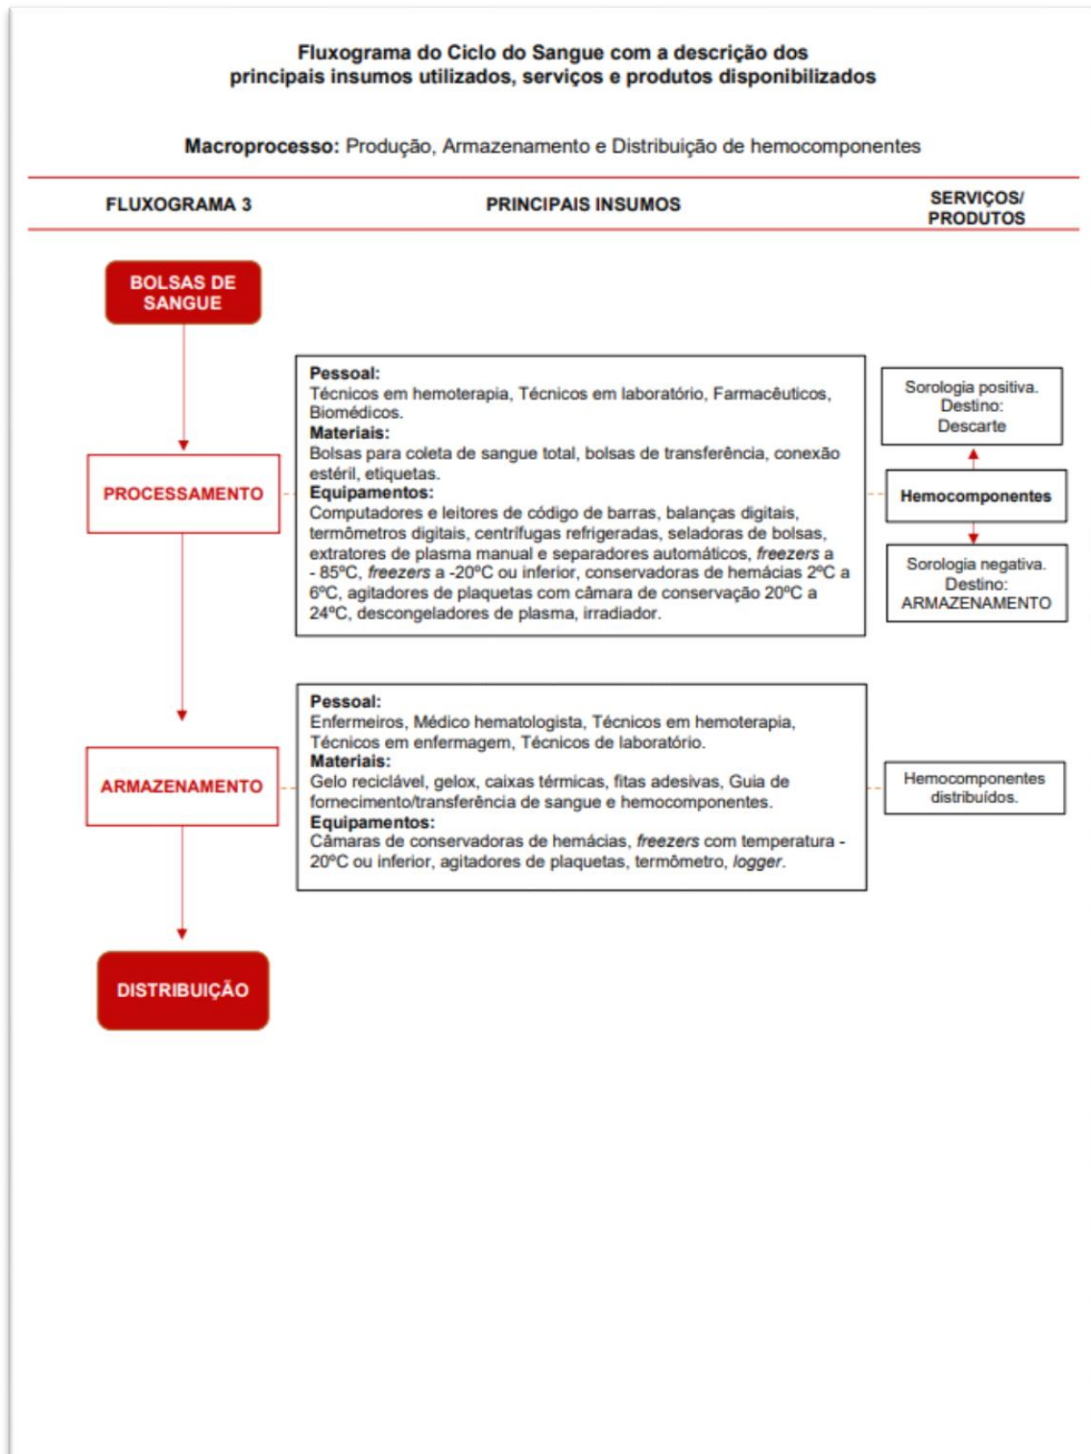 Fluxograma do Ciclo do Sangue com a descrição dos
principais insumos utilizados, serviços e produtos disponibilizados
Macroprocesso: Produção, Armazenamento e Distribuição de hemocomponentes
FLUXOGRAMA 3
PRINCIPAIS INSUMOS
SERVIÇOS/
PRODUTOS
BOLSAS DE
SANGUE
PROCESSAMENTO
Pessoal:
Técnicos em hemoterapia, Técnicos em laboratório, Farmacêuticos,
Biomédicos.
Materiais:
Bolsas para coleta de sangue total, bolsas de transferência, conexão
estéril, etiquetas.
Equipamentos:
Computadores e leitores de código de barras, balanças digitais,
termômetros digitais, centrífugas refrigeradas, seladoras de bolsas,
extratores de plasma manual e separadores automáticos, freezers a
- 85ºC, freezers a -20ºC ou inferior, conservadoras de hemácias 2ºC a
6ºC, agitadores de plaquetas com câmara de conservação 20ºC a
24ºC, descongeladores de plasma, irradiador.
Sorologia positiva.
Destino:
Descarte
Hemocomponentes
Sorologia negativa.
Destino:
ARMAZENAMENTO
ARMAZENAMENTO
Pessoal:
Enfermeiros, Médico hematologista, Técnicos em hemoterapia,
Técnicos em enfermagem, Técnicos de laboratório.
Materiais:
Gelo reciclável, gelox, caixas térmicas, fitas adesivas, Guia de
fornecimento/transferência de sangue e hemocomponentes.
Equipamentos:
Câmaras de conservadoras de hemácias, freezers com temperatura -
20ºC ou inferior, agitadores de plaquetas, termômetro, logger.
Hemocomponentes
distribuídos.
DISTRIBUIÇÃO